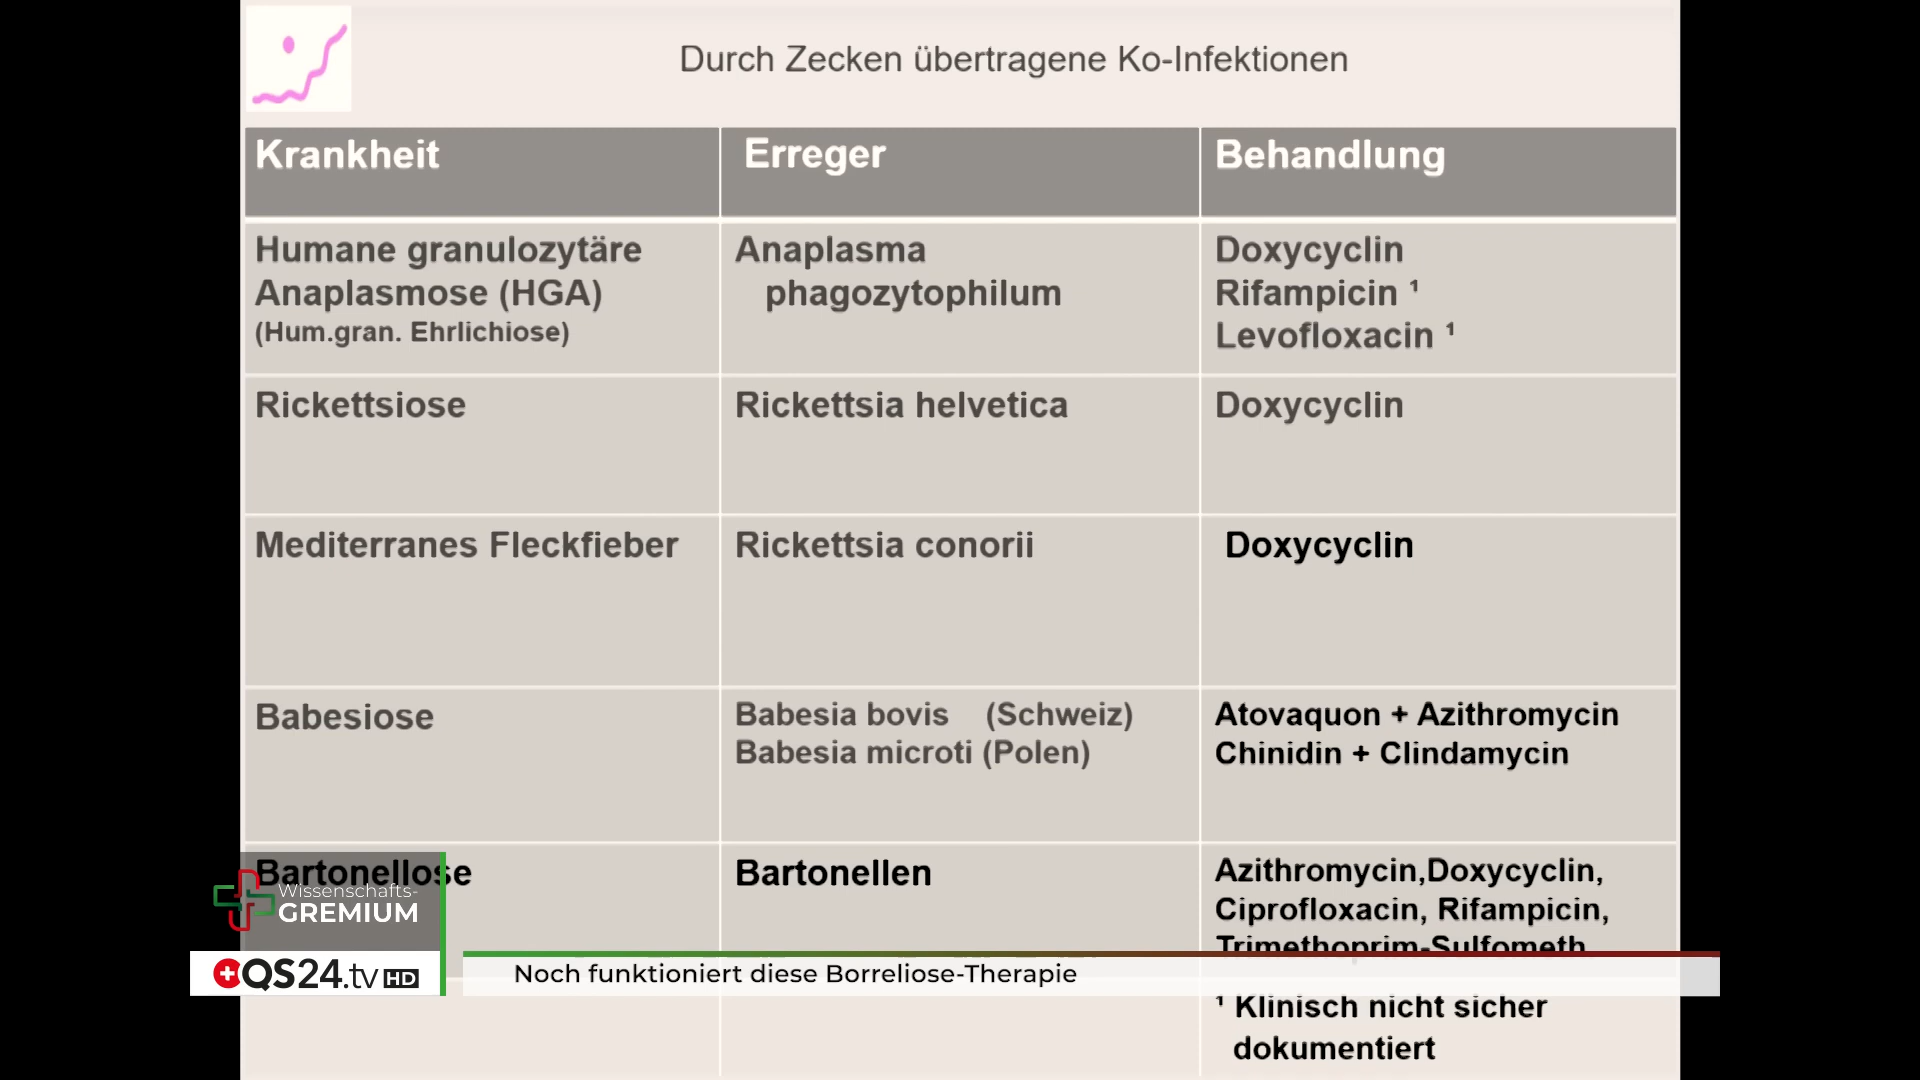 Durch Zecken übertragene Ko-Infektionen
Krankheit Erreger Behandlung
Humane granulozytäre
Anaplasmose (HGA)
(Hum.gran. Ehrlichiose)
Anaplasma
phagozytophilum
Doxycyclin
Rifampicin ¹
Levofloxacin ¹
Rickettsiose
Rickettsia helvetica
Doxycyclin
Mediterranes Fleckfieber
Rickettsia conorii
Doxycyclin
Babesiose
Babesia bovis (Schweiz)
Babesia microti (Polen)
Atovaquon + Azithromycin
Chinidin + Clindamycin
Bartonellose
Bartonellen
Azithromycin,Doxycyclin,
Ciprofloxacin, Rifampicin,
Trimethoprim-Sulfometh
¹ Klinisch nicht sicher
dokumentiert
Wissenschafts-
GREMIUM
QS24.tv HD
Noch funktioniert diese Borreliose-Therapie